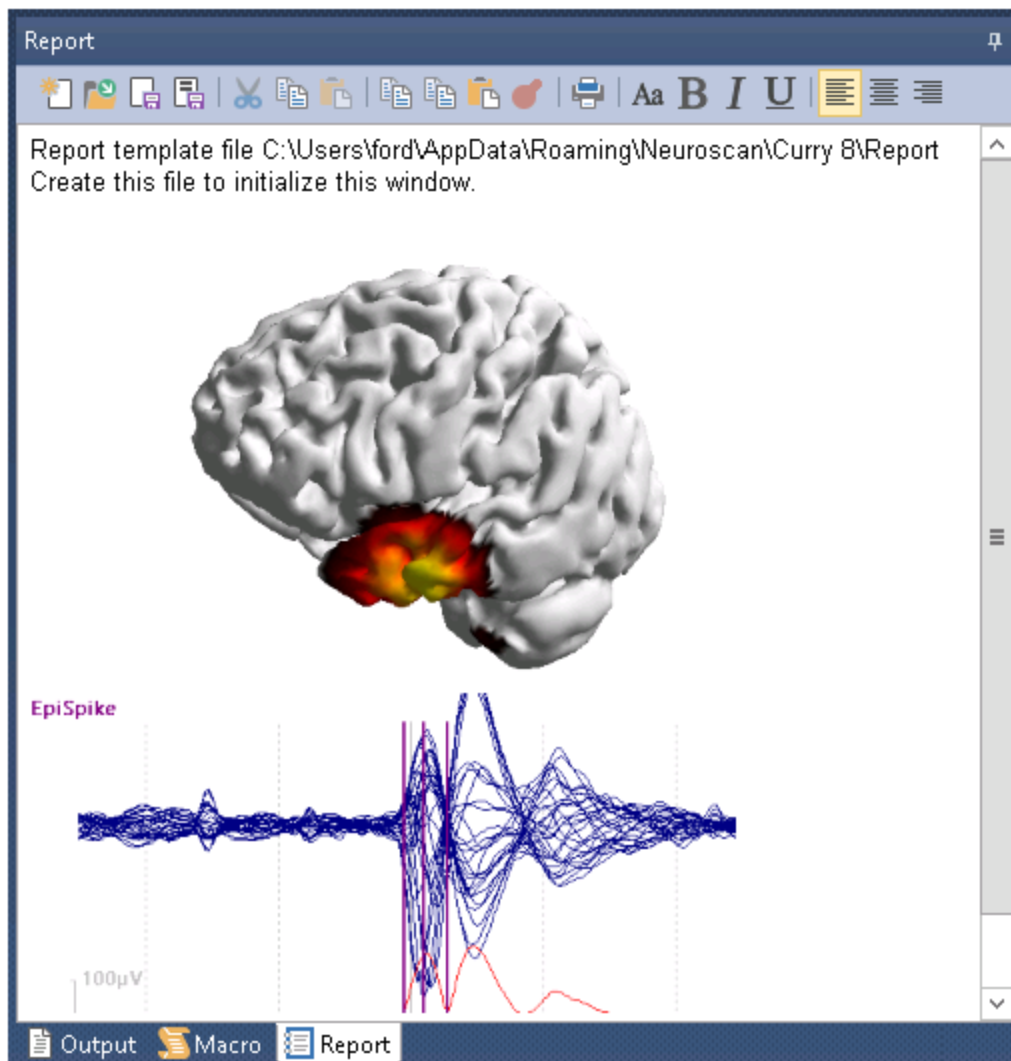 Report
Aa B I U
Report template file C:\Users\ford\AppData\Roaming\Neuroscan\Curry 8\Report
Create this file to initialize this window.
EpiSpike
100µV
Output Macro Report